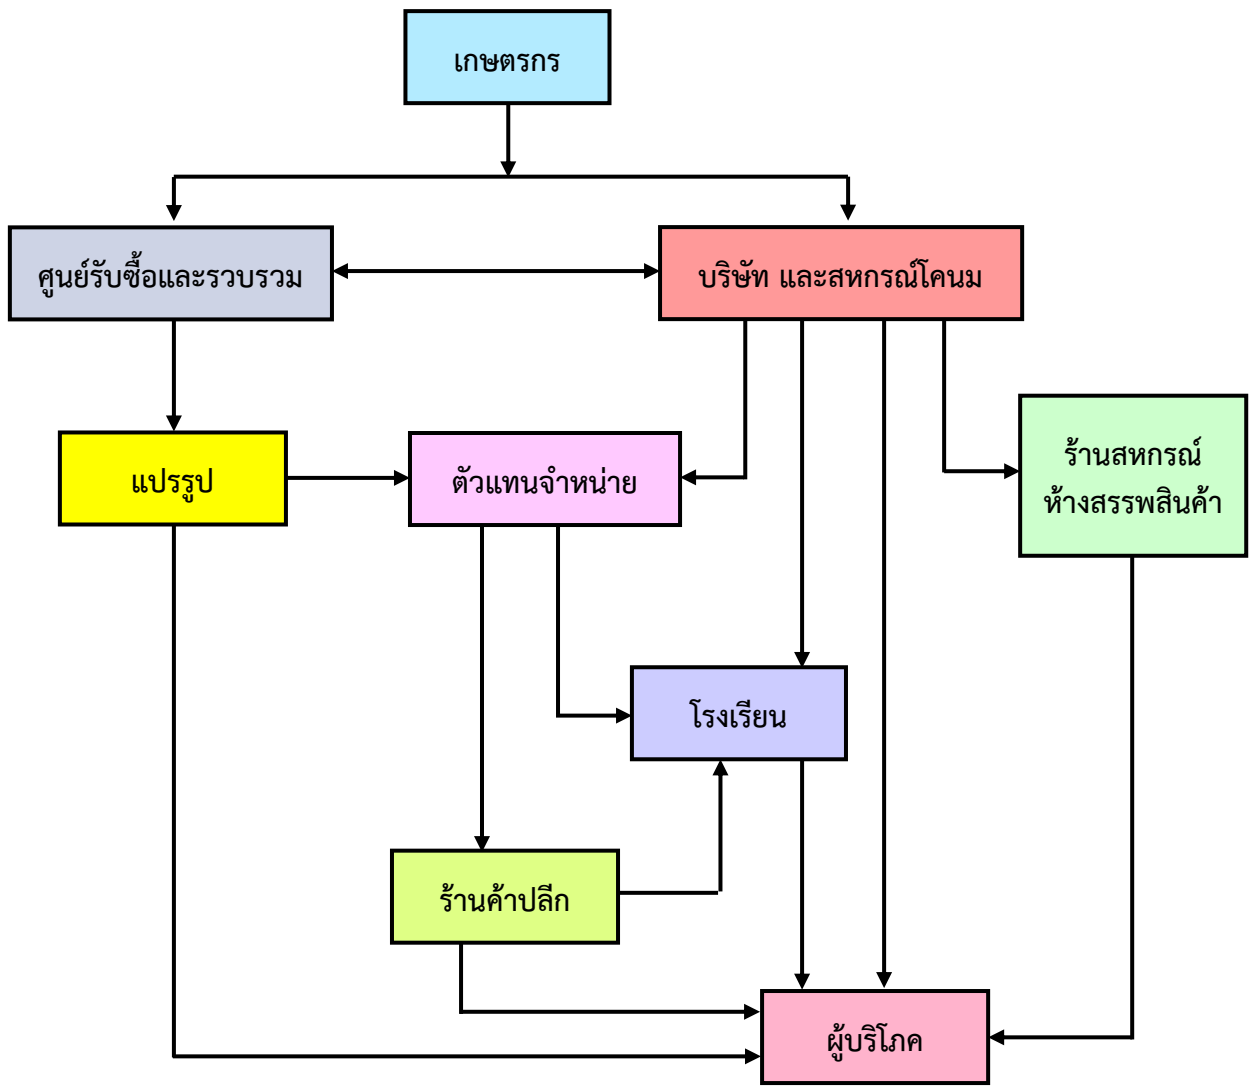 เกษตรกร
ศูนย์รับซื้อและรวบรวม
บริษัท และสหกรณ์โคนม
แปรรูป
ตัวแทนจำหน่าย
ร้านสหกรณ์
ห้างสรรพสินค้า
โรงเรียน
ร้านค้าปลีก
ผู้บริโภค